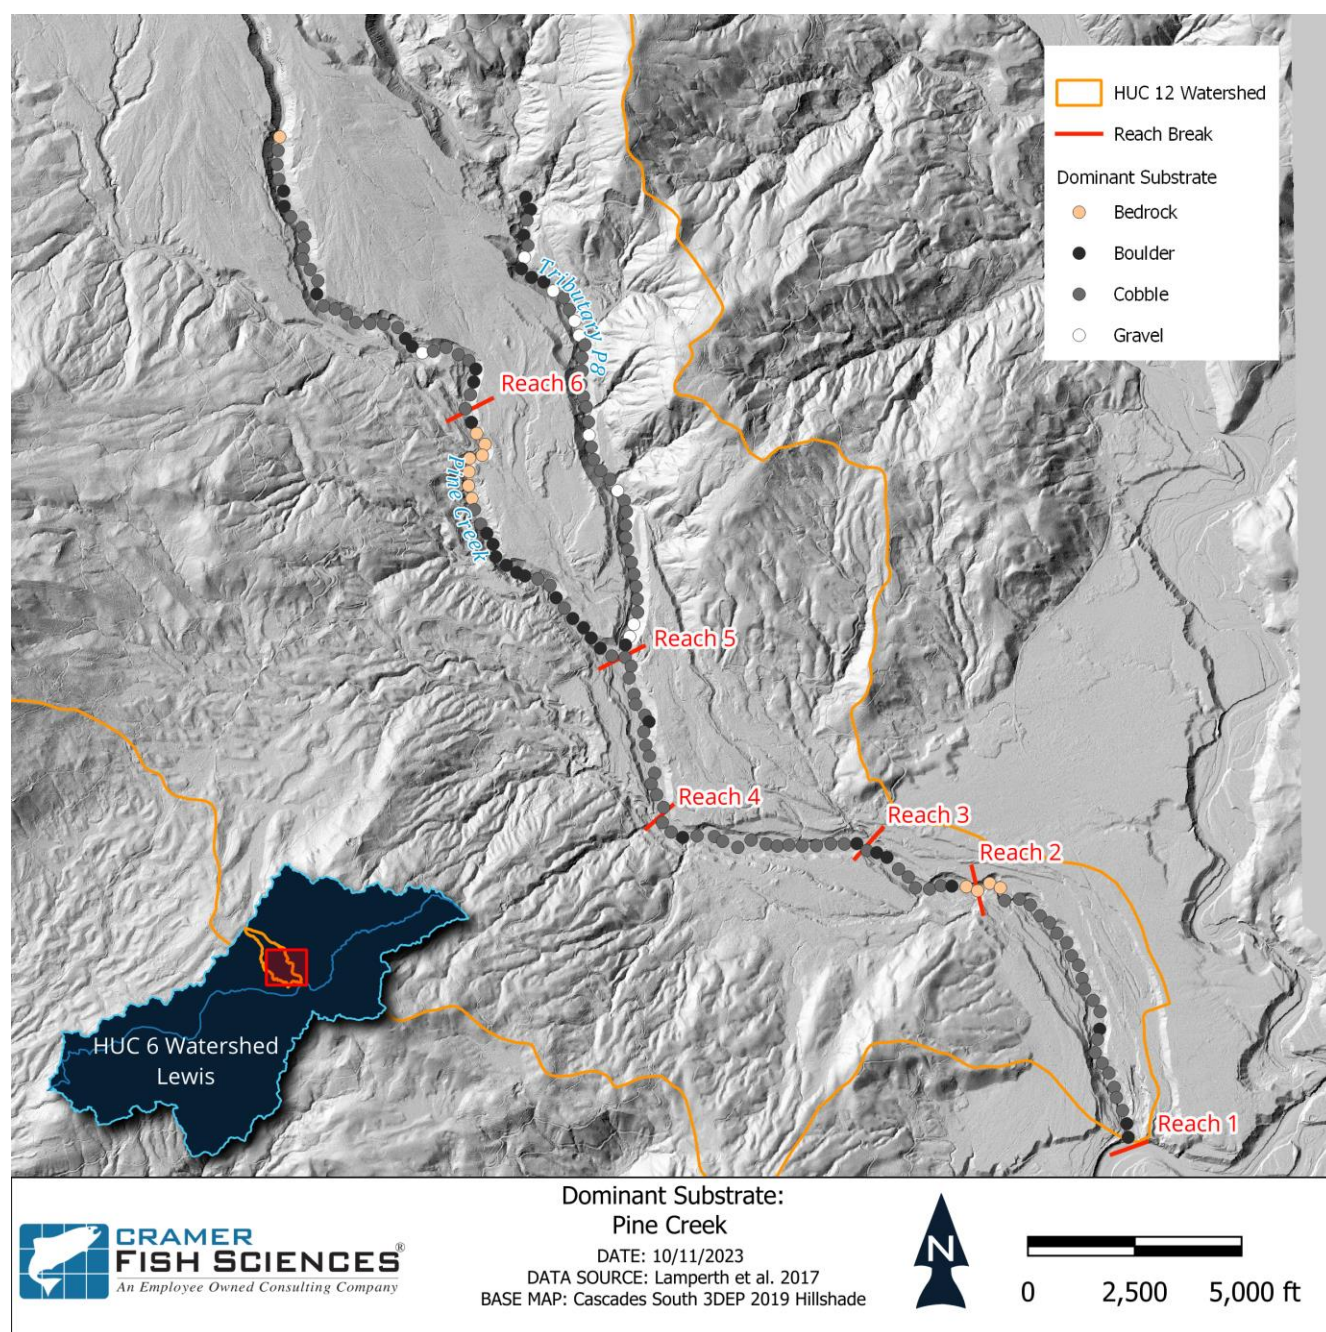 HUC 12 Watershed
Reach Break
Dominant Substrate
Bedrock
Boulder
Cobble
Gravel
Tributary P8
Reach 6
Pine Creek
Reach 5
Reach 4
Reach 3
Reach 2
HUC 6 Watershed
Lewis
Reach 1
CRAMER
FISH SCIENCES®
An Employee Owned Consulting Company
Dominant Substrate:
Pine Creek
DATE: 10/11/2023
DATA SOURCE: Lamperth et al. 2017
BASE MAP: Cascades South 3DEP 2019 Hillshade
N
0 2,500 5,000 ft